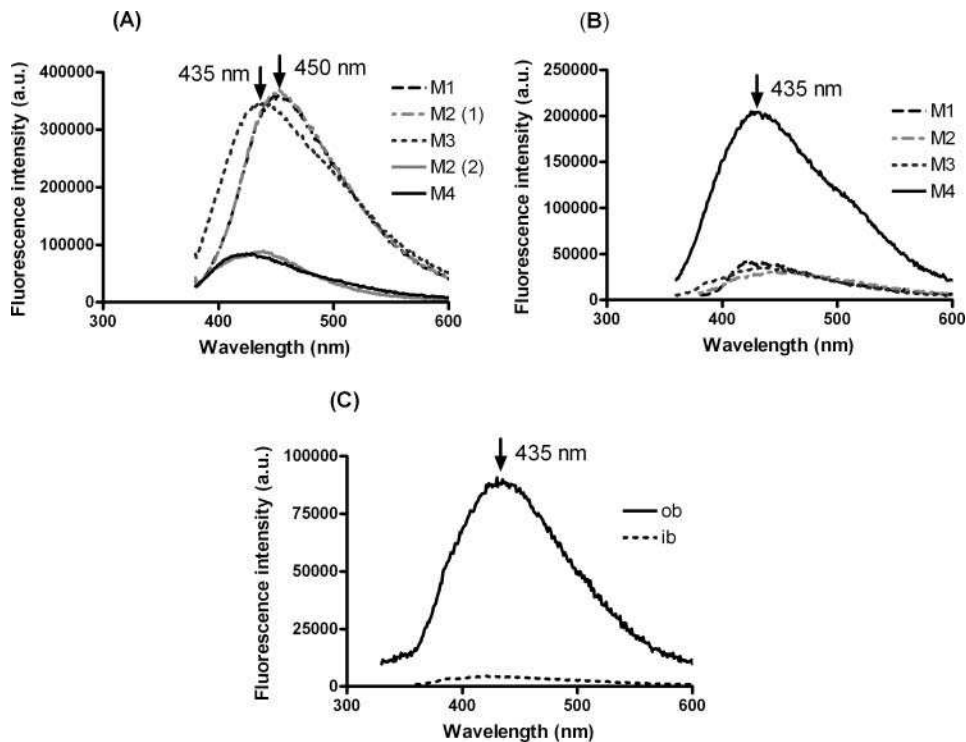 (A)
435 nm
450 nm
400000
300000
200000
100000
0
300
400
500
600
Fluorescence intensity (a.u.)
Wavelength (nm)
M1
M2 (1)
M3
M2 (2)
M4
(B)
435 nm
250000
200000
150000
100000
50000
0
300
400
500
600
Fluorescence intensity (a.u.)
Wavelength (nm)
M1
M2
M3
M4
(C)
435 nm
100000
75000
50000
25000
0
300
400
500
600
Fluorescence intensity (a.u.)
Wavelength (nm)
ob
ib